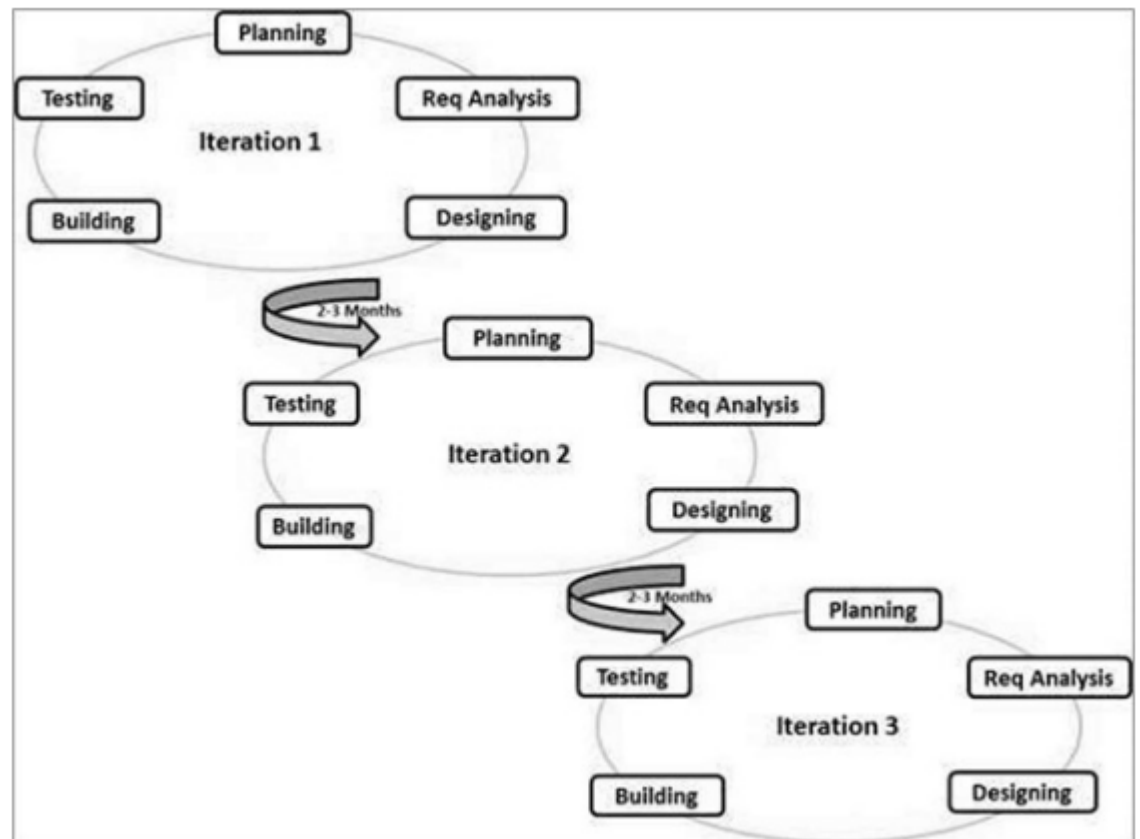 Planning
Testing
Req Analysis
Iteration 1
Building
Designing
2-3 Months
Planning
Testing
Req Analysis
Iteration 2
Building
Designing
2-3 Months
Planning
Testing
Req Analysis
Iteration 3
Building
Designing